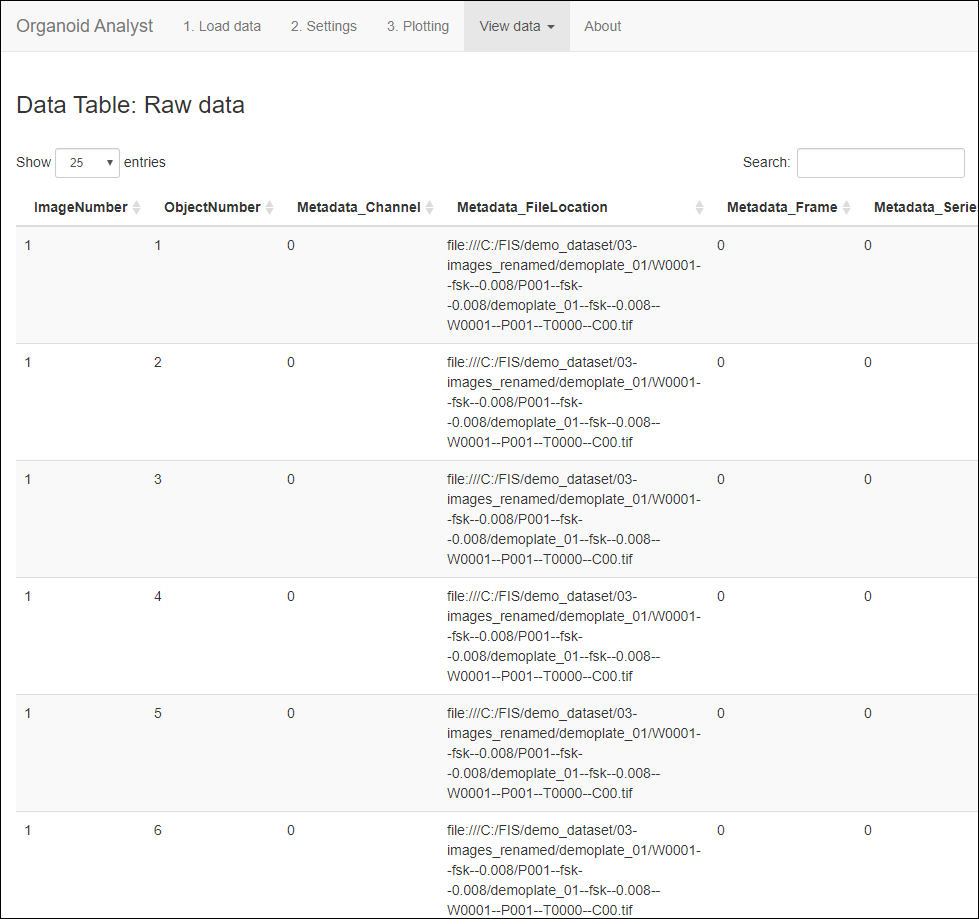 Organoid Analyst 1. Load data 2. Settings 3. Plotting View data About
Data Table: Raw data
Show 25 entries Search:
ImageNumber ObjectNumber Metadata_Channel Metadata_FileLocation Metadata_Frame Metadata_Serie
1 1 0 file:///C:/FIS/demo_dataset/03- 0 0
images_renamed/demoplate_01/W0001-
-fsk--0.008/P001--fsk-
-0.008/demoplate_01--fsk--0.008--
W0001--P001--T0000--C00.tif
1 2 0 file:///C:/FIS/demo_dataset/03- 0 0
images_renamed/demoplate_01/W0001-
-fsk--0.008/P001--fsk-
-0.008/demoplate_01--fsk--0.008--
W0001--P001--T0000--C00.tif
1 3 0 file:///C:/FIS/demo_dataset/03- 0 0
images_renamed/demoplate_01/W0001-
-fsk--0.008/P001--fsk-
-0.008/demoplate_01--fsk--0.008--
W0001--P001--T0000--C00.tif
1 4 0 file:///C:/FIS/demo_dataset/03- 0 0
images_renamed/demoplate_01/W0001-
-fsk--0.008/P001--fsk-
-0.008/demoplate_01--fsk--0.008--
W0001--P001--T0000--C00.tif
1 5 0 file:///C:/FIS/demo_dataset/03- 0 0
images_renamed/demoplate_01/W0001-
-fsk--0.008/P001--fsk-
-0.008/demoplate_01--fsk--0.008--
W0001--P001--T0000--C00.tif
1 6 0 file:///C:/FIS/demo_dataset/03- 0 0
images_renamed/demoplate_01/W0001-
-fsk--0.008/P001--fsk-
-0.008/demoplate_01--fsk--0.008--
W0001--P001--T0000--C00.tif